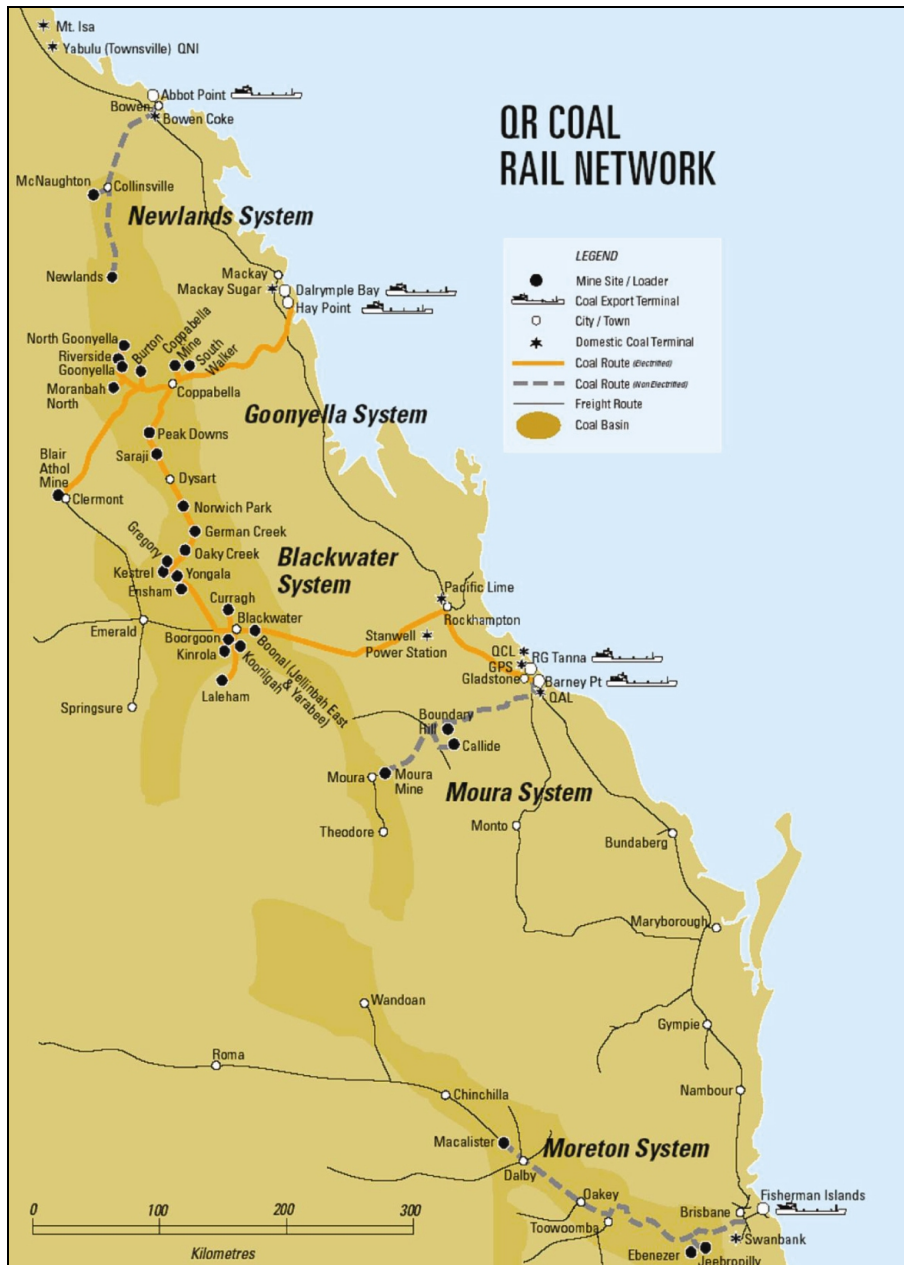 Mt. Isa
Yabulu (Townsville) QNI
Abbot Point
Bowen
Bowen Coke
QR COAL
RAIL NETWORK
McNaughton
Collinsville
Newlands System
Newlands
Mackay
Mackay Sugar
Dalrymple Bay
Hay Point
LEGEND
Mine Site / Loader
Coal Export Terminal
City / Town
Domestic Coal Terminal
Coal Route (Electrified)
Coal Route (Non Electrified)
Freight Route
Coal Basin
North Goonyella
Riverside
Goonyella
Burton
Coppabella
Mine
South
Walker
Moranbah
North
Coppabella
Goonyella System
Peak Downs
Saraji
Blair
Athol
Mine
Clermont
Dysart
Norwich Park
German Creek
Oaky Creek
Gregory
Kestrel
Yongala
Ensham
Blackwater
System
Curragh
Blackwater
Pacific Lime
Rockhampton
Emerald
Boorgoon
Kinrola
Stanwell
Power Station
Boonal (Jellinbah East
& Yarabee)
Koorilgah
Laleham
QCL
GPS
RG Tanna
Gladstone
Barney Pt
QAL
Springsure
Boundary
Hill
Callide
Moura
Moura
Mine
Moura System
Theodore
Monto
Bundaberg
Maryborough
Wandoan
Gympie
Roma
Nambour
Chinchilla
Macalister
Moreton System
Dalby
Oakey
Toowoomba
Brisbane
Fisherman Islands
Swanbank
Ebenezer
Jeebropilly
0
100
200
300
Kilometres